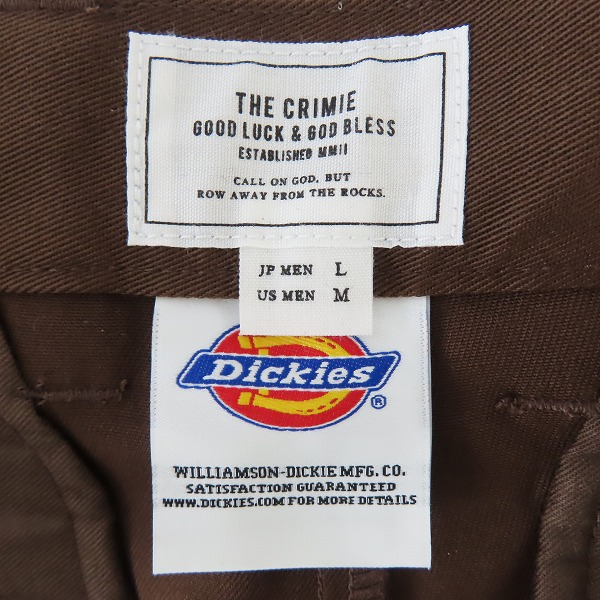 THE CRIMIE
GOOD LUCK & GOD BLESS
ESTABLISHED MMII
CALL ON GOD, BUT
ROW AWAY FROM THE ROCKS.
JP MEN L
US MEN M
Dickies
®
WILLIAMSON-DICKIE MFG. CO.
SATISFACTION GUARANTEED
WWW.DICKIES.COM FOR MORE DETAILS